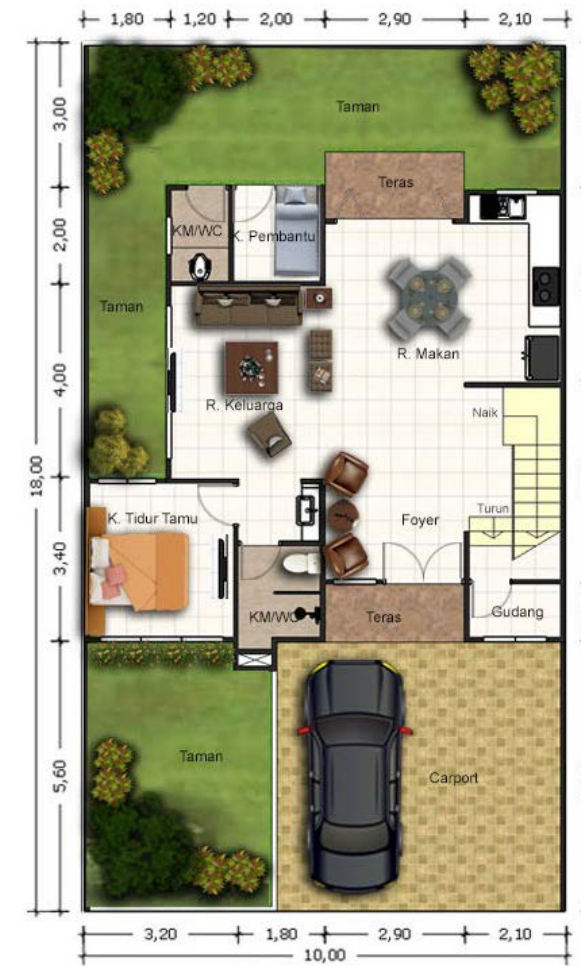 1,80 1,20 2,00 2,90 2,10
3,00
Taman
Teras
2,00
KM/WC
K. Pembantu
Taman
4,00
R. Makan
R. Keluarga
Naik
18,00
K. Tidur Tamu
Turun
Foyer
3,40
KM/WC
Teras
Gudang
Taman
5,60
Carport
3,20 1,80 2,90 2,10
10,00